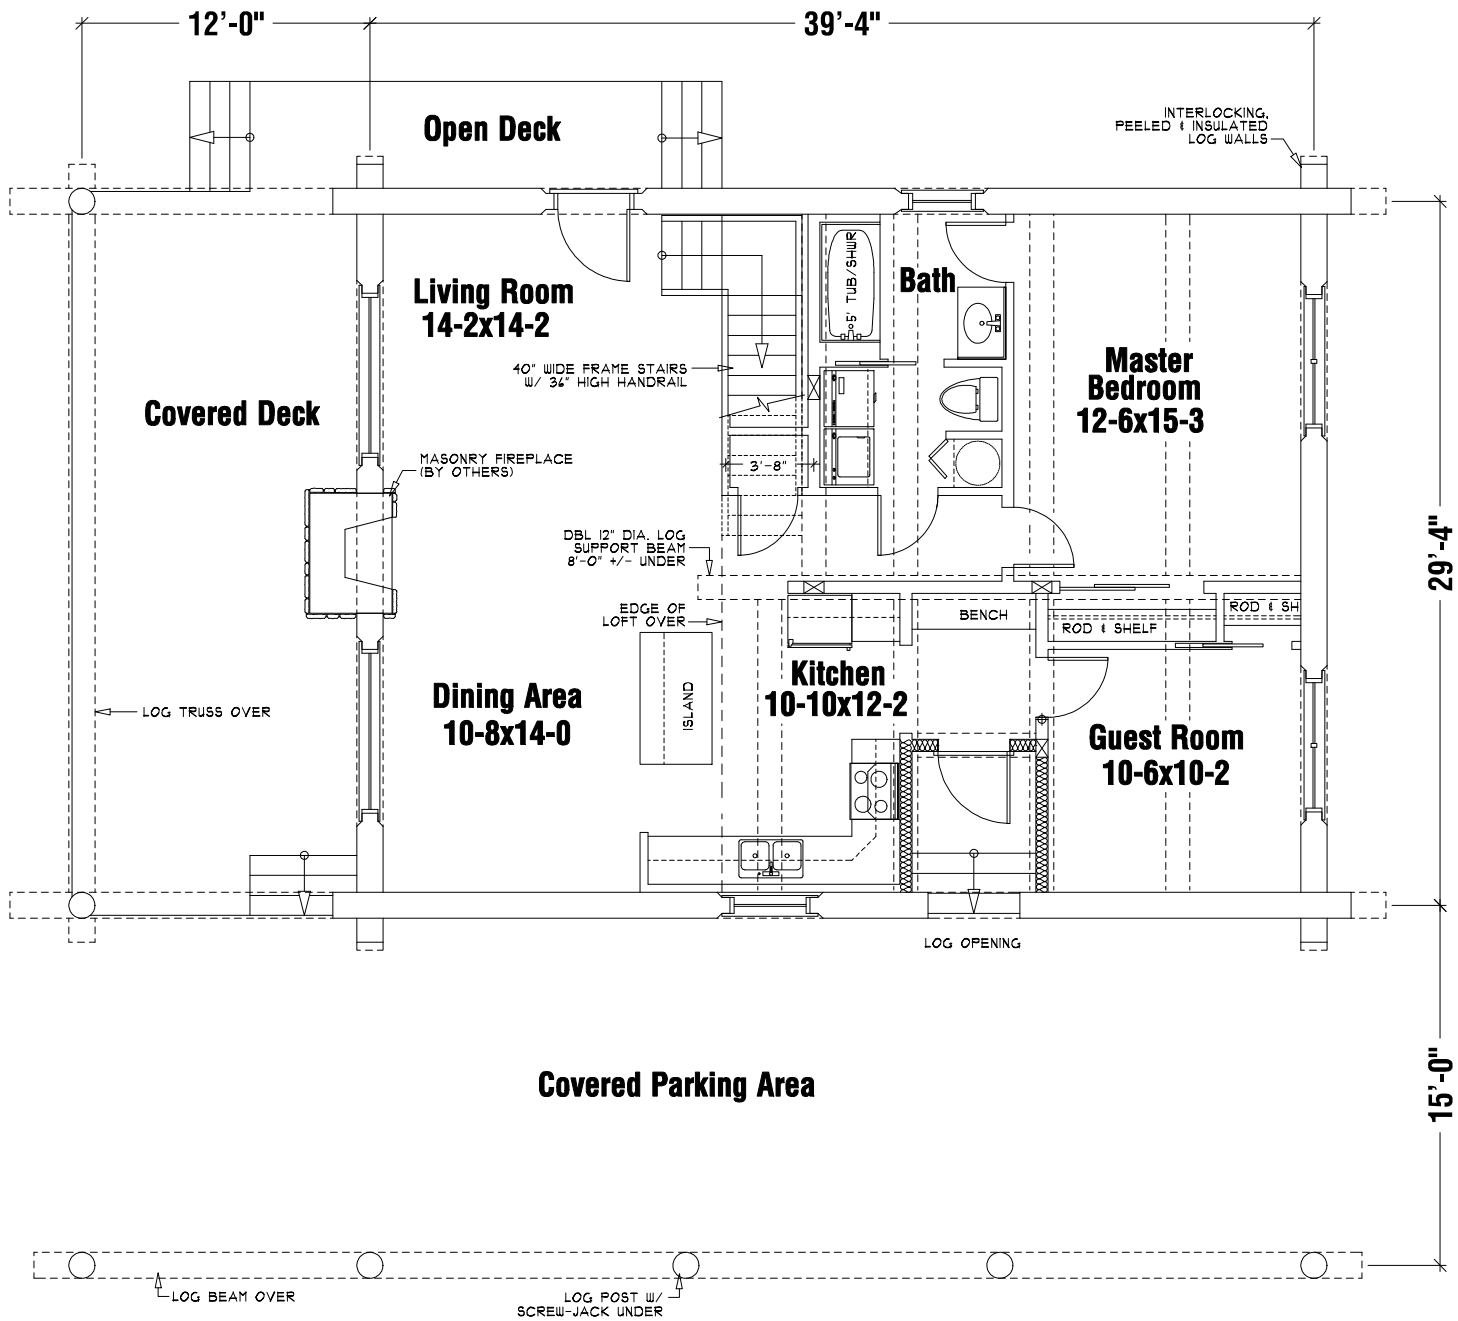 12'-0"
39'-4"
Open Deck
INTERLOCKING,
PEELED & INSULATED
LOG WALLS
Living Room
14-2x14-2
5' TUB/SHWR
Bath
40" WIDE FRAME STAIRS
W/ 36" HIGH HANDRAIL
Master
Bedroom
12-6x15-3
Covered Deck
MASONRY FIREPLACE
(BY OTHERS)
3'-8"
DBL 12" DIA. LOG
SUPPORT BEAM
8'-0" +/- UNDER
29'-4"
EDGE OF
LOFT OVER
BENCH
ROD & SHELF
ROD & SH
Kitchen
10-10x12-2
Dining Area
10-8x14-0
ISLAND
LOG TRUSS OVER
Guest Room
10-6x10-2
LOG OPENING
Covered Parking Area
15'-0"
LOG BEAM OVER
LOG POST W/
SCREW-JACK UNDER